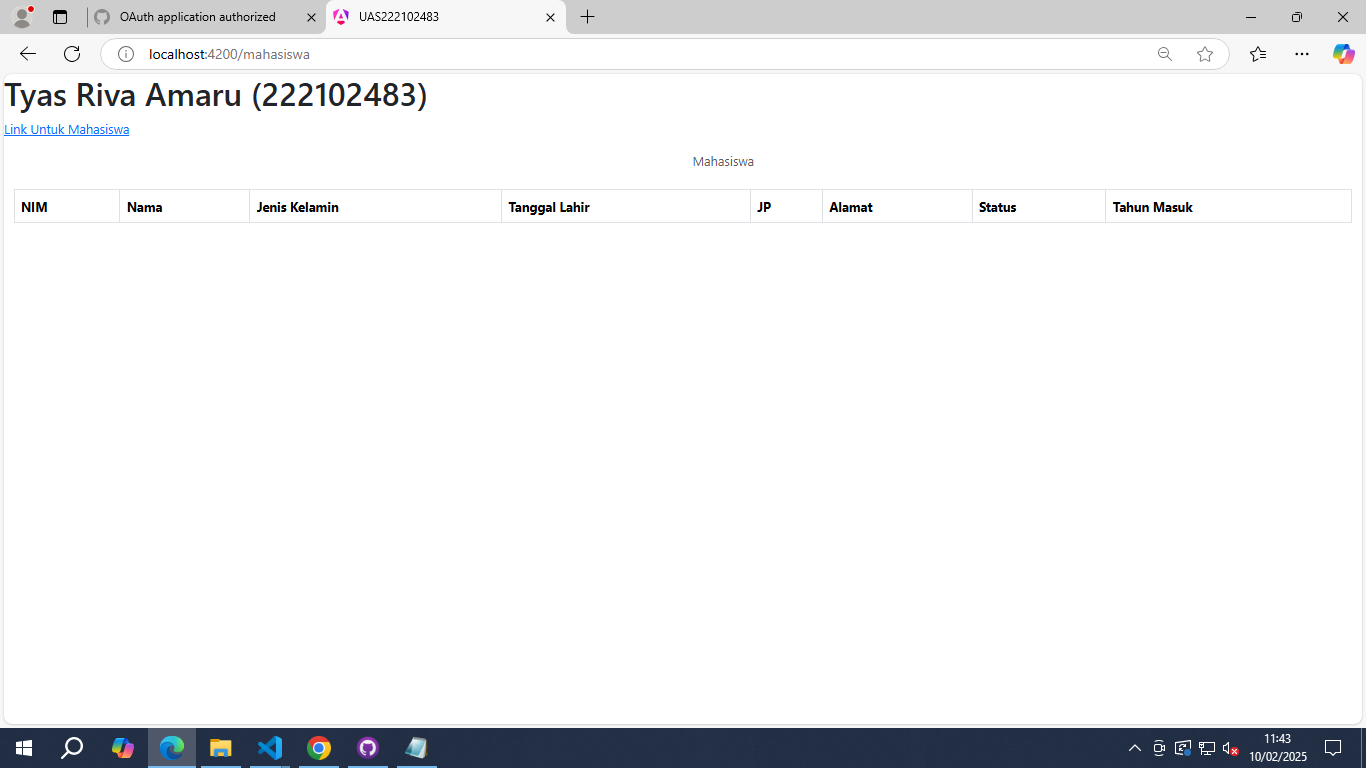 OAuth application authorized
UAS222102483
localhost:4200/mahasiswa
Tyas Riva Amaru (222102483)
Link Untuk Mahasiswa
Mahasiswa
NIM Nama Jenis Kelamin Tanggal Lahir JP Alamat Status Tahun Masuk
11:43
10/02/2025